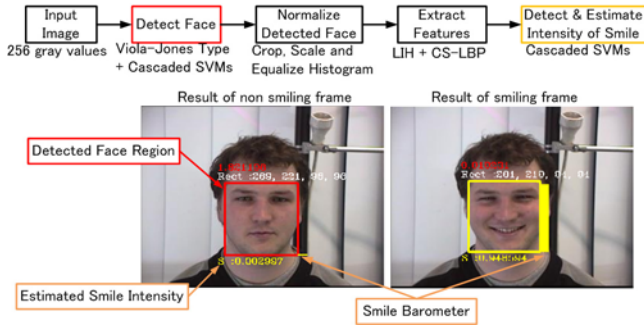 Input
Image
256 gray values
Detect Face
Viola-Jones Type
+ Cascaded SVMs
Normalize
Detected Face
Crop, Scale and
Equalize Histogram
Extract
Features
LIH + CS-LBP
Detect & Estimate
Intensity of Smile
Cascaded SVMs
Result of non smiling frame
Result of smiling frame
Detected Face Region
Rect :269, 221, 96, 96
Rect :201, 210,
S :0.002997
Estimated Smile Intensity
Smile Barometer